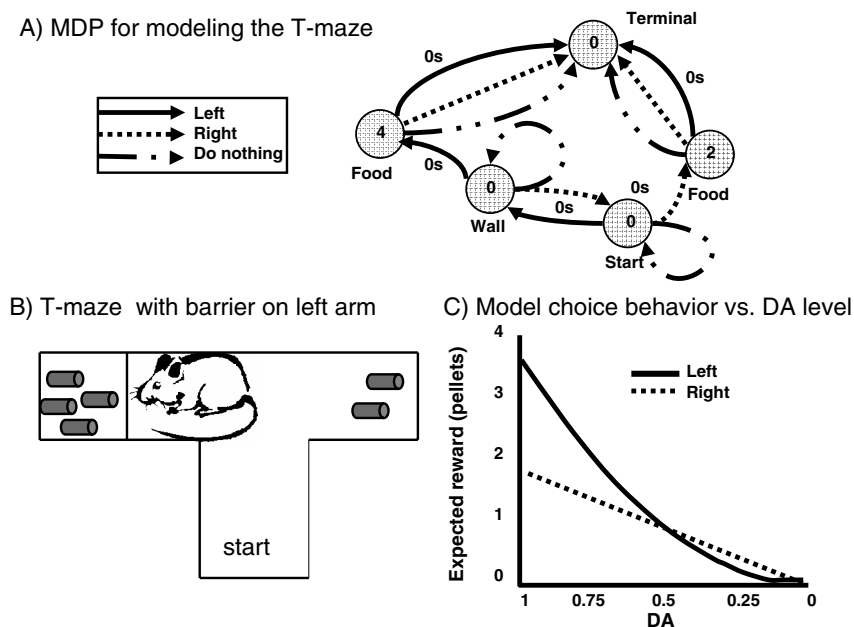 A) MDP for modeling the T-maze
Left
Right
Do nothing
Terminal
0
0s
0s
4
Food
0s
0
Wall
0s
0s
0
Start
2
Food
B) T-maze with barrier on left arm
start
C) Model choice behavior vs. DA level
Expected reward (pellets)
4
3
2
1
0
Left
Right
1 0.75 0.5 0.25 0
DA